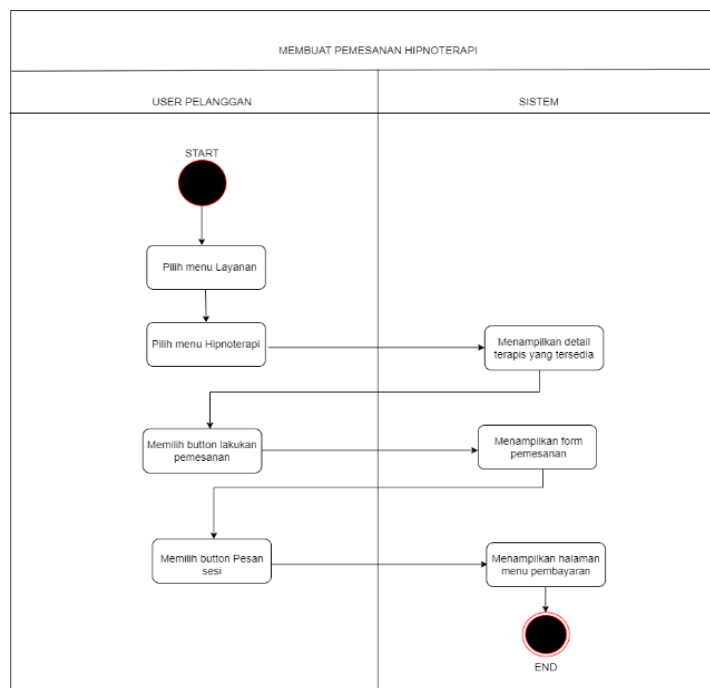 MEMBUAT PEMESANAN HIPNOTERAPI
USER PELANGGAN
SISTEM
START
Pilih menu Layanan
Pilih menu Hipnoterapi
Menampilkan detail
terapis yang tersedia
Memilih button lakukan
pemesanan
Menampilkan form
pemesanan
Memilih button Pesan
sesi
Menampilkan halaman
menu pembayaran
END